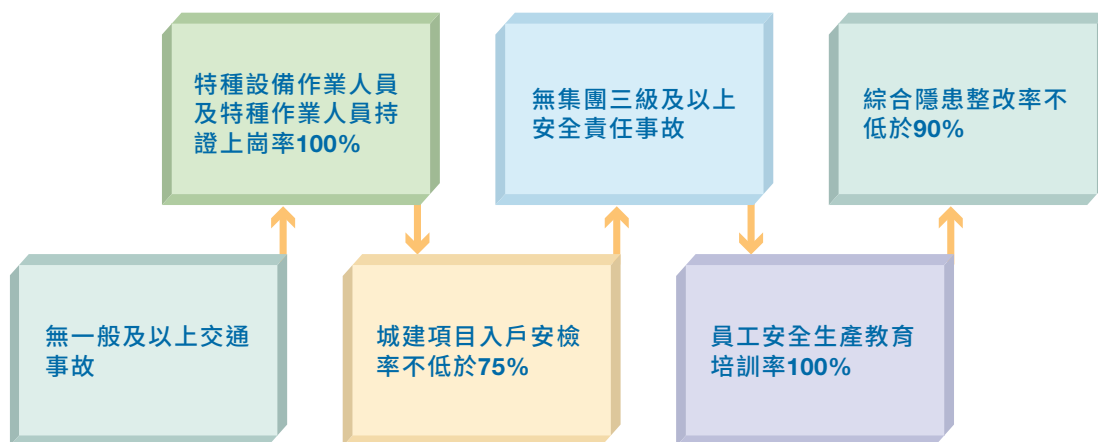 特種設備作業人員
及特種作業人員持
證上崗率100%
無集團三級及以上
安全責任事故
綜合隱患整改率不
低於90%
無一般及以上交通
事故
城建項目入戶安檢
率不低於75%
員工安全生產教育
培訓率100%